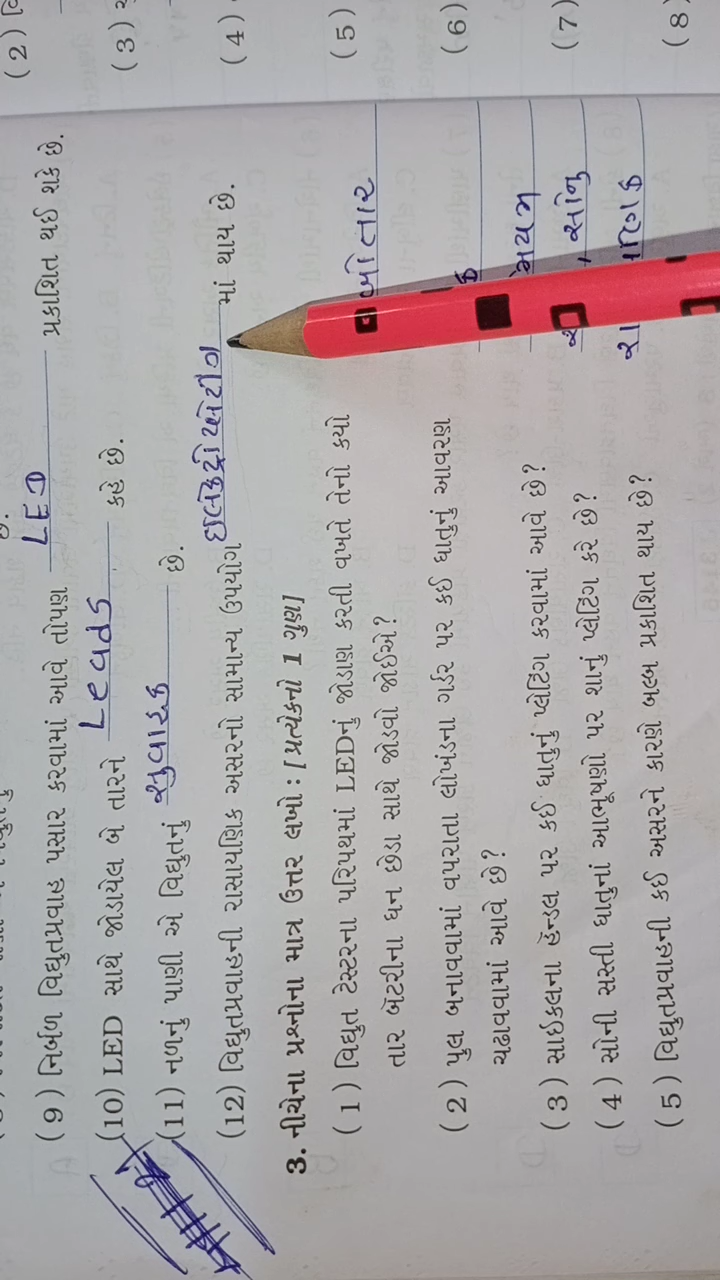 (9) નિર્બળ વિદ્યુતપ્રવાહ પસાર કરવામાં આવે તોપણ LED પ્રકાશિત થઈ શકે છે.
(10) LED સાથે જોડાયેલ બે તારને Leads કહે છે.
(11) નળનું પાણી એ વિદ્યુતનું સુવાહક છે.
(12) વિદ્યુતપ્રવાહની રાસાયણિક અસરનો સામાન્ય ઉપયોગ ઇલેક્ટ્રોપ્લેટીંગ માં થાય છે.
3. નીચેના પ્રશ્નોના માત્ર ઉત્તર લખો : [પ્રત્યેકનો 1 ગુણ]
(1) વિદ્યુત ટેસ્ટરના પરિપથમાં LEDનું જોડાણ કરતી વખતે તેનો કયો
તાર બૅટરીના ધન છેડા સાથે જોડવો જોઈએ?
(2) પુલ બનાવવામાં વપરાતા લોખંડના ગર્ડર પર કઈ ધાતુનું આવરણ
ચઢાવવામાં આવે છે?
(3) સાઈકલના હૅન્ડલ પર કઈ ધાતુનું પ્લેટિંગ કરવામાં આવે છે?
(4) સોની સસ્તી ધાતુનાં આભૂષણો પર શાનું પ્લેટિંગ કરે છે? , સોનુ
(5) વિદ્યુતપ્રવાહની કઈ અસરને કારણે બલ્બ પ્રકાશિત થાય છે?
(2)
(3)
(4)
(5)
(6)
(7)
(8)